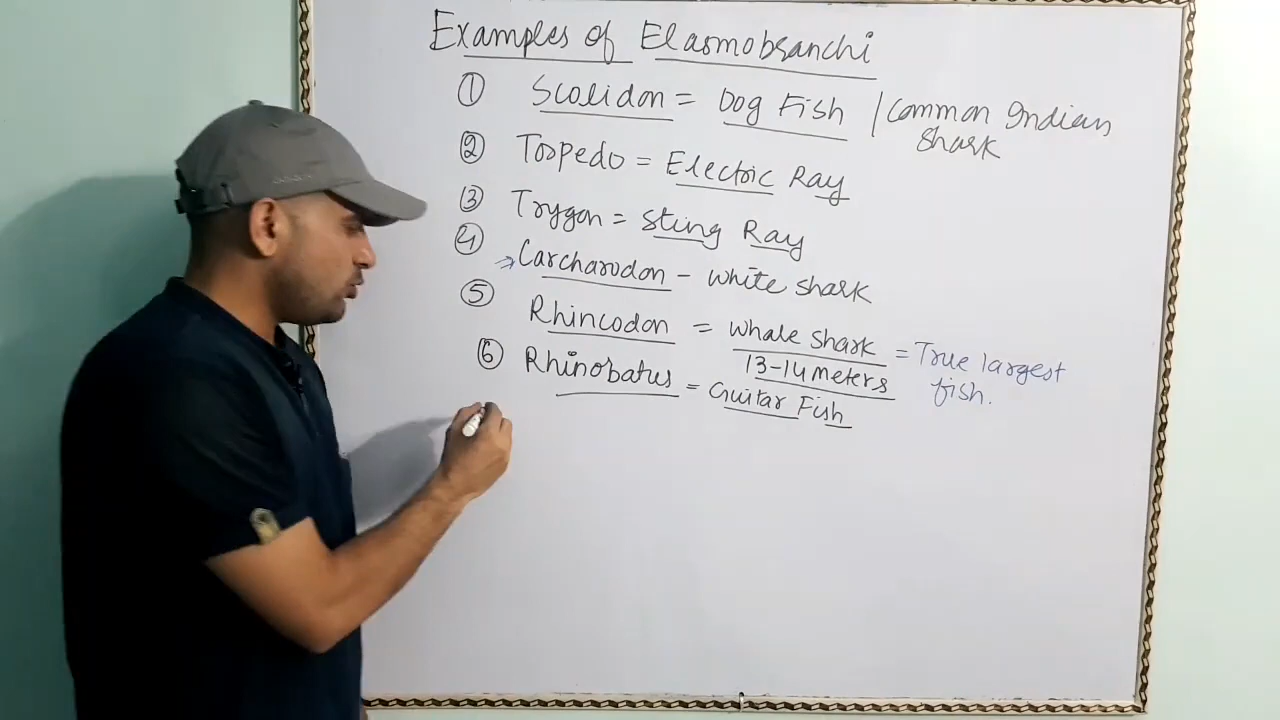 Examples of Elasmobranchi
① Scolidon = Dog Fish / Common Indian
shark
② Torpedo = Electric Ray
③ Trygon = Sting Ray
④ Carcharodon - white shark
⑤ Rhincodon = whale shark = True largest
13-14 meters fish.
⑥ Rhinobatus = Guitar Fish